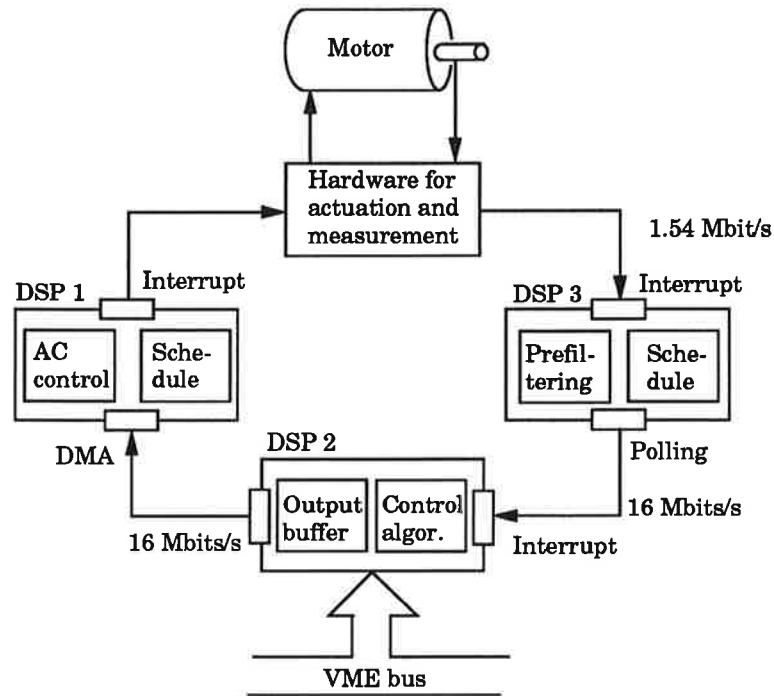 Motor
Hardware for
actuation and
measurement
1.54 Mbit/s
DSP 1
Interrupt
DSP 3
Interrupt
AC
control
Sche-
dule
Prefil-
tering
Sche-
dule
DMA
DSP 2
Polling
Output
buffer
Control
algor.
16 Mbits/s
16 Mbits/s
Interrupt
VME bus